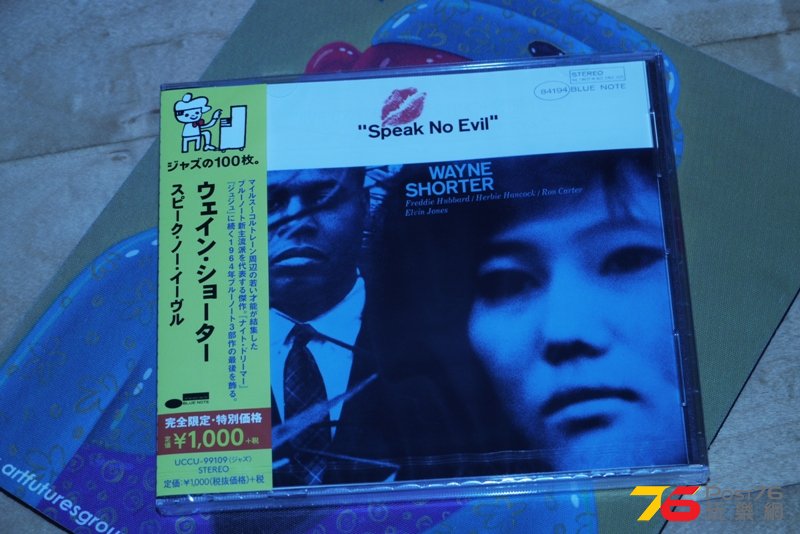 ジャズの100枚。
ウェイン・ショーター
スピーク・ノー・イーヴル
マイルス〜コルトレーン周辺の若い才能が結集した
ブルーノート新主流派を代表する傑作。『ナイト・ドリーマー』
『ジュジュ』に続く1964年ブルーノート3部作の最後を飾る。
BLUE NOTE
完全限定・特別価格
定価 ¥1,000 +税
UCCU-99109〈ジャズ〉
STEREO
定価:¥1,000(税抜価格)+税
"Speak No Evil"
STEREO
84194 BLUE NOTE
WAYNE
SHORTER
Freddie Hubbard / Herbie Hancock / Ron Carter
Elvin Jones
artfuturesgrou
76
Post76